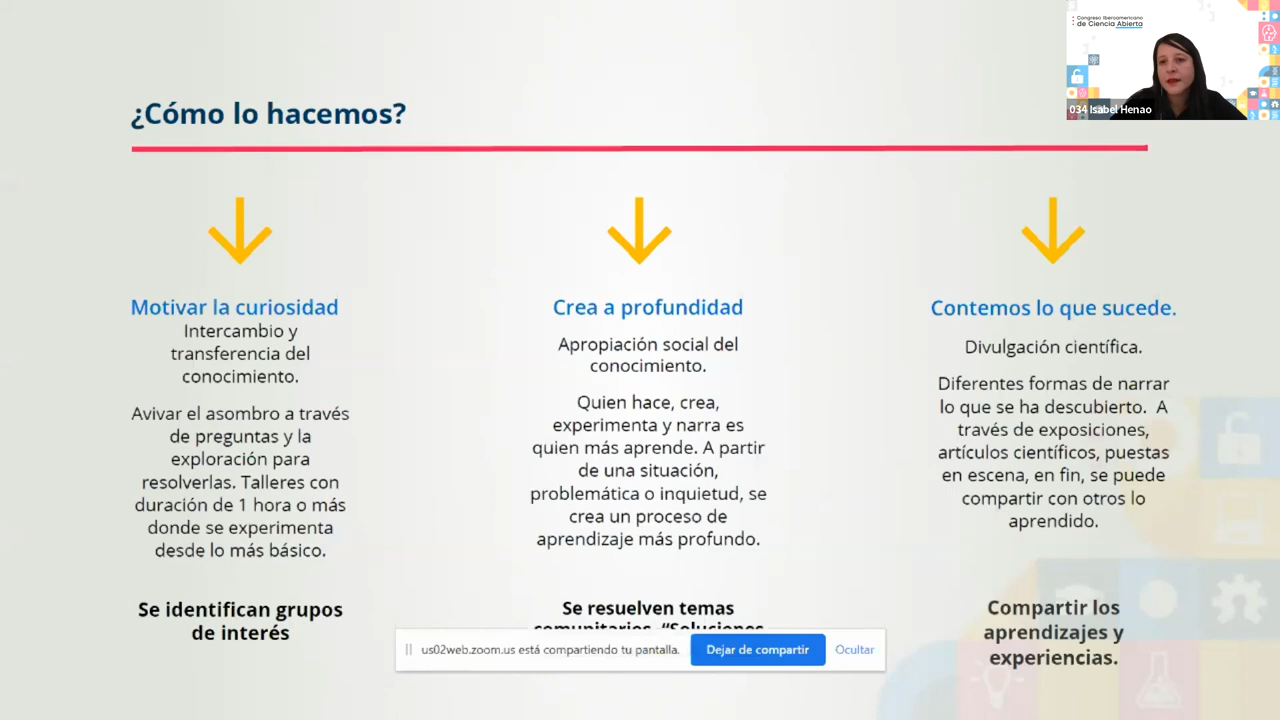 Congreso Iberoamericano
de Ciencia Abierta
034 Isabel Henao
¿Cómo lo hacemos?
Motivar la curiosidad
Intercambio y
transferencia del
conocimiento.
Avivar el asombro a través
de preguntas y la
exploración para
resolverlas. Talleres con
duración de 1 hora o más
donde se experimenta
desde lo más básico.
Se identifican grupos
de interés
Crea a profundidad
Apropiación social del
conocimiento.
Quien hace, crea,
experimenta y narra es
quien más aprende. A partir
de una situación,
problemática o inquietud, se
crea un proceso de
aprendizaje más profundo.
Se resuelven temas
comunitarios. “Soluciones
Contemos lo que sucede.
Divulgación científica.
Diferentes formas de narrar
lo que se ha descubierto. A
través de exposiciones,
artículos científicos, puestas
en escena, en fin, se puede
compartir con otros lo
aprendido.
Compartir los
aprendizajes y
experiencias.
us02web.zoom.us está compartiendo tu pantalla.
Dejar de compartir
Ocultar